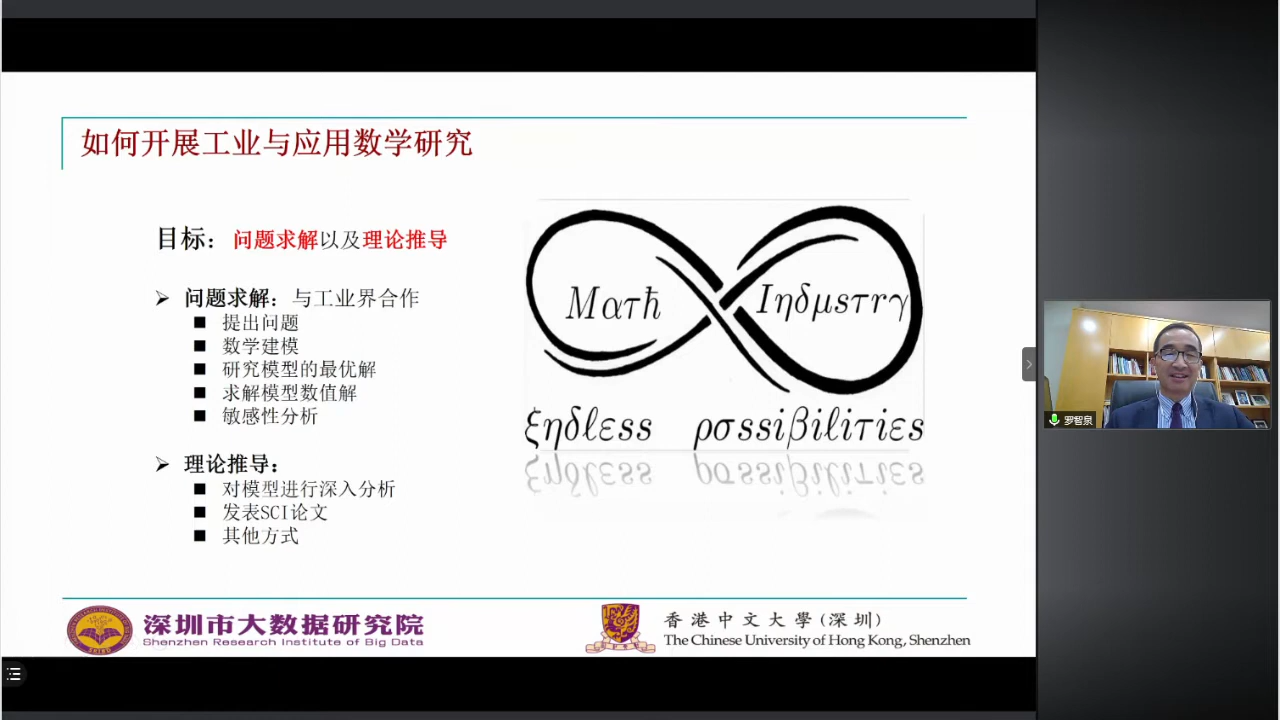 如何开展工业与应用数学研究
目标：问题求解以及理论推导
➢ 问题求解：与工业界合作
■ 提出问题
■ 数学建模
■ 研究模型的最优解
■ 求解模型数值解
■ 敏感性分析
➢ 理论推导：
■ 对模型进行深入分析
■ 发表SCI论文
■ 其他方式
Mατħ
Iηδμsτrγ
ξηδlεss ρσssiβiliτiεs
罗智泉
深圳市大数据研究院
Shenzhen Research Institute of Big Data
香港中文大學(深圳)
The Chinese University of Hong Kong, Shenzhen